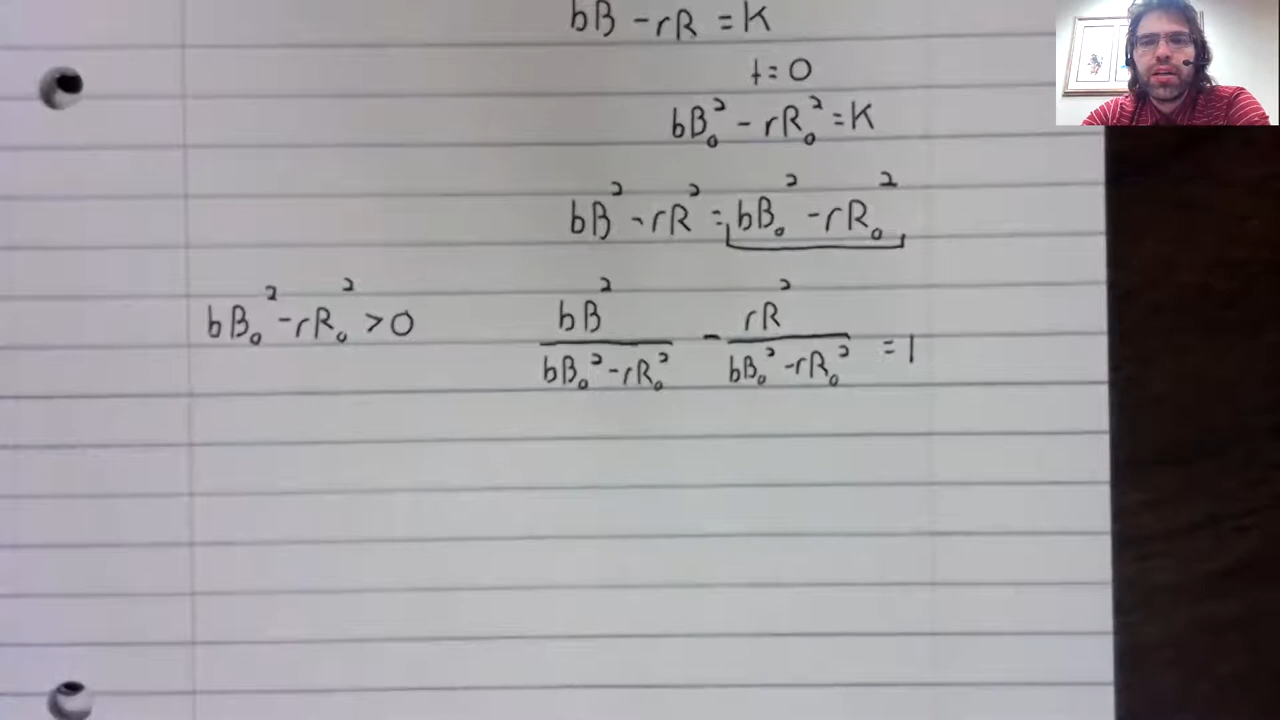 bB - rR = K
t = 0
bB₀² - rR₀² = K
bB² - rR² = bB₀² - rR₀²
bB₀² - rR₀² > 0
bB² / (bB₀² - rR₀²) - rR² / (bB₀² - rR₀²) = 1